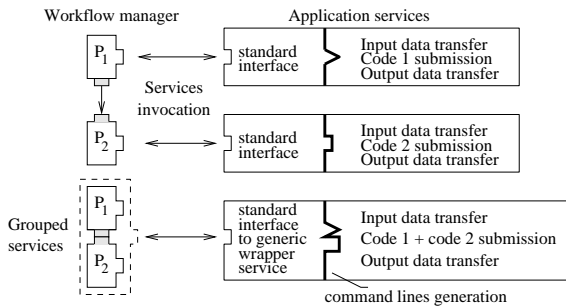 Workflow manager
Application services
P1
standard
interface
Input data transfer
Code 1 submission
Output data transfer
Services
invocation
P2
standard
interface
Input data transfer
Code 2 submission
Output data transfer
Grouped
services
P1
P2
standard
interface
to generic
wrapper
service
Input data transfer
Code 1 + code 2 submission
Output data transfer
command lines generation